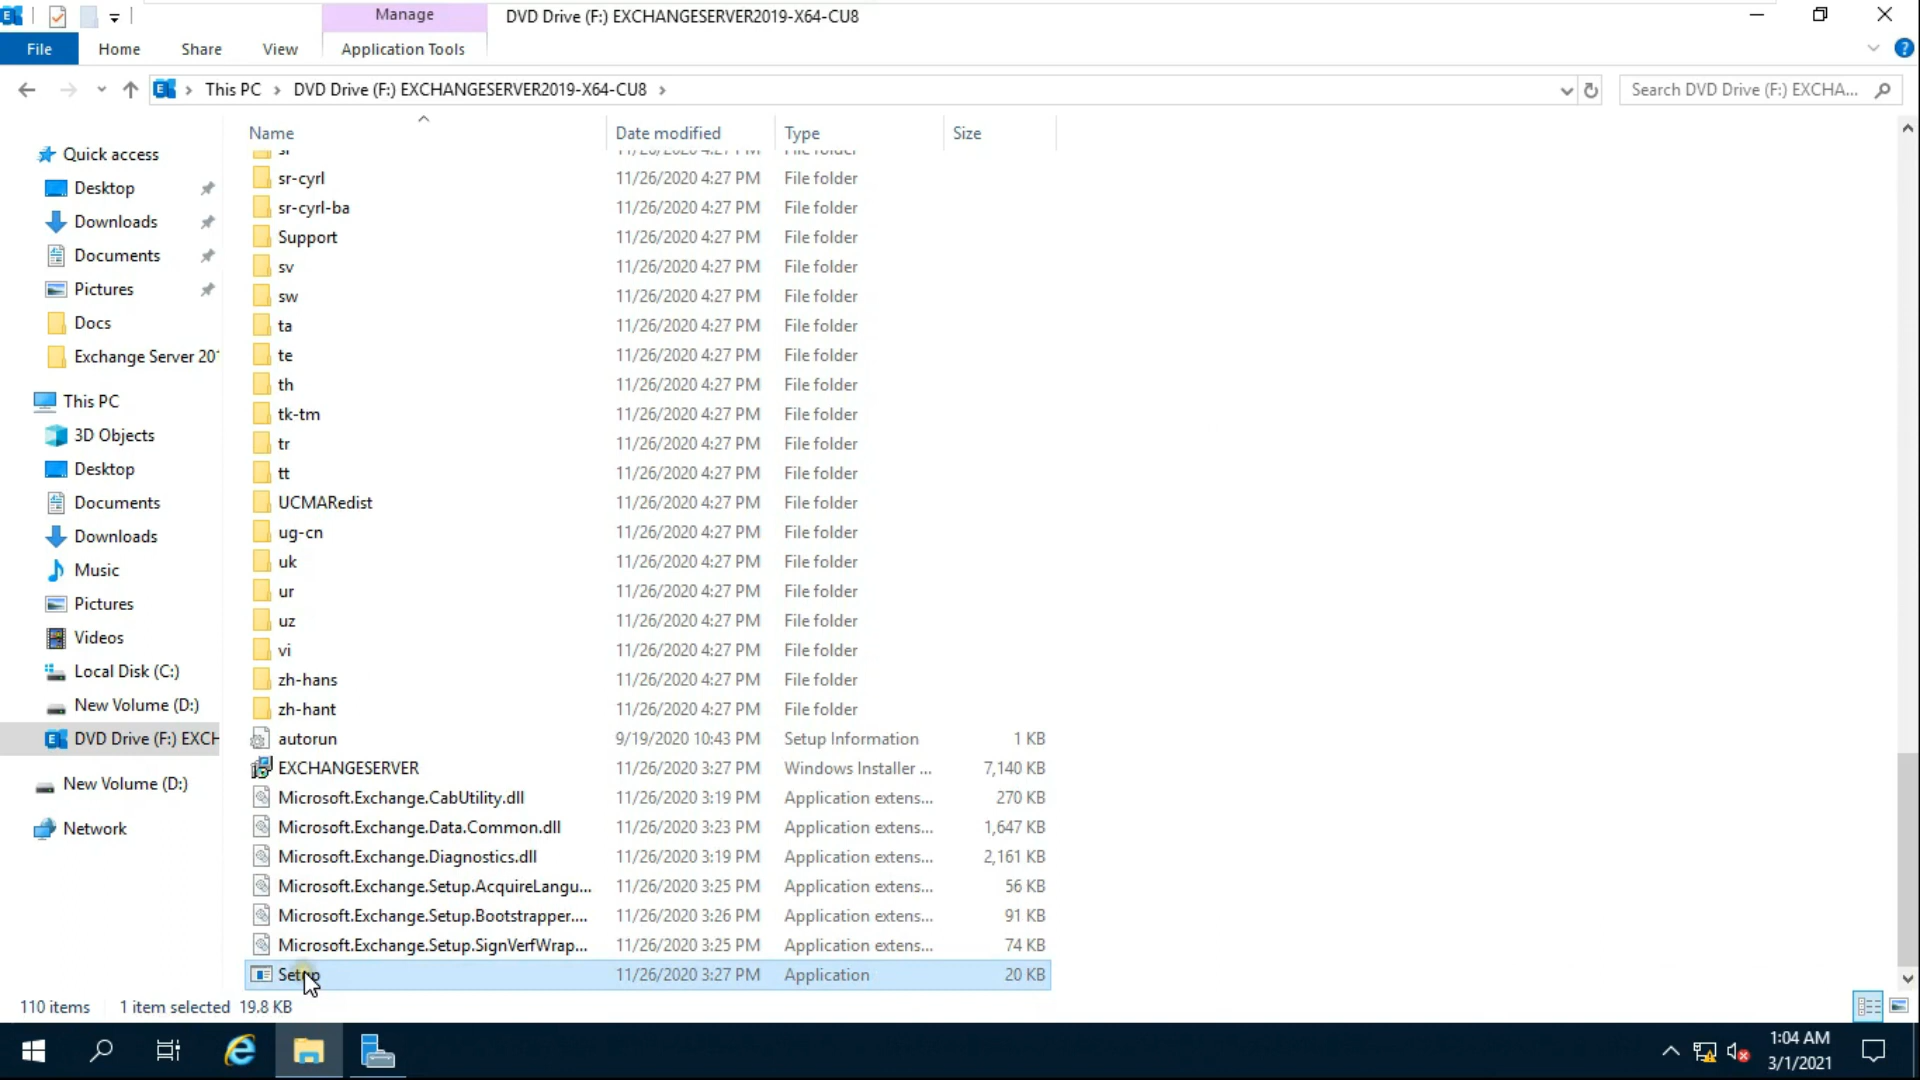 Manage
DVD Drive (F:) EXCHANGESERVER2019-X64-CU8
File
Home
Share
View
Application Tools
This PC
DVD Drive (F:) EXCHANGESERVER2019-X64-CU8
Search DVD Drive (F:) EXCHA...
Name
Date modified
Type
Size
Quick access
Desktop
Downloads
Documents
Pictures
Docs
Exchange Server 201
This PC
3D Objects
Desktop
Documents
Downloads
Music
Pictures
Videos
Local Disk (C:)
New Volume (D:)
DVD Drive (F:) EXCH
New Volume (D:)
Network
sr-cyrl 11/26/2020 4:27 PM File folder
sr-cyrl-ba 11/26/2020 4:27 PM File folder
Support 11/26/2020 4:27 PM File folder
sv 11/26/2020 4:27 PM File folder
sw 11/26/2020 4:27 PM File folder
ta 11/26/2020 4:27 PM File folder
te 11/26/2020 4:27 PM File folder
th 11/26/2020 4:27 PM File folder
tk-tm 11/26/2020 4:27 PM File folder
tr 11/26/2020 4:27 PM File folder
tt 11/26/2020 4:27 PM File folder
UCMARedist 11/26/2020 4:27 PM File folder
ug-cn 11/26/2020 4:27 PM File folder
uk 11/26/2020 4:27 PM File folder
ur 11/26/2020 4:27 PM File folder
uz 11/26/2020 4:27 PM File folder
vi 11/26/2020 4:27 PM File folder
zh-hans 11/26/2020 4:27 PM File folder
zh-hant 11/26/2020 4:27 PM File folder
autorun 9/19/2020 10:43 PM Setup Information 1 KB
EXCHANGESERVER 11/26/2020 3:27 PM Windows Installer ... 7,140 KB
Microsoft.Exchange.CabUtility.dll 11/26/2020 3:19 PM Application extens... 270 KB
Microsoft.Exchange.Data.Common.dll 11/26/2020 3:23 PM Application extens... 1,647 KB
Microsoft.Exchange.Diagnostics.dll 11/26/2020 3:19 PM Application extens... 2,161 KB
Microsoft.Exchange.Setup.AcquireLangu... 11/26/2020 3:25 PM Application extens... 56 KB
Microsoft.Exchange.Setup.Bootstrapper.... 11/26/2020 3:26 PM Application extens... 91 KB
Microsoft.Exchange.Setup.SignVerfWrap... 11/26/2020 3:25 PM Application extens... 74 KB
Setup 11/26/2020 3:27 PM Application 20 KB
110 items 1 item selected 19.8 KB
1:04 AM
3/1/2021